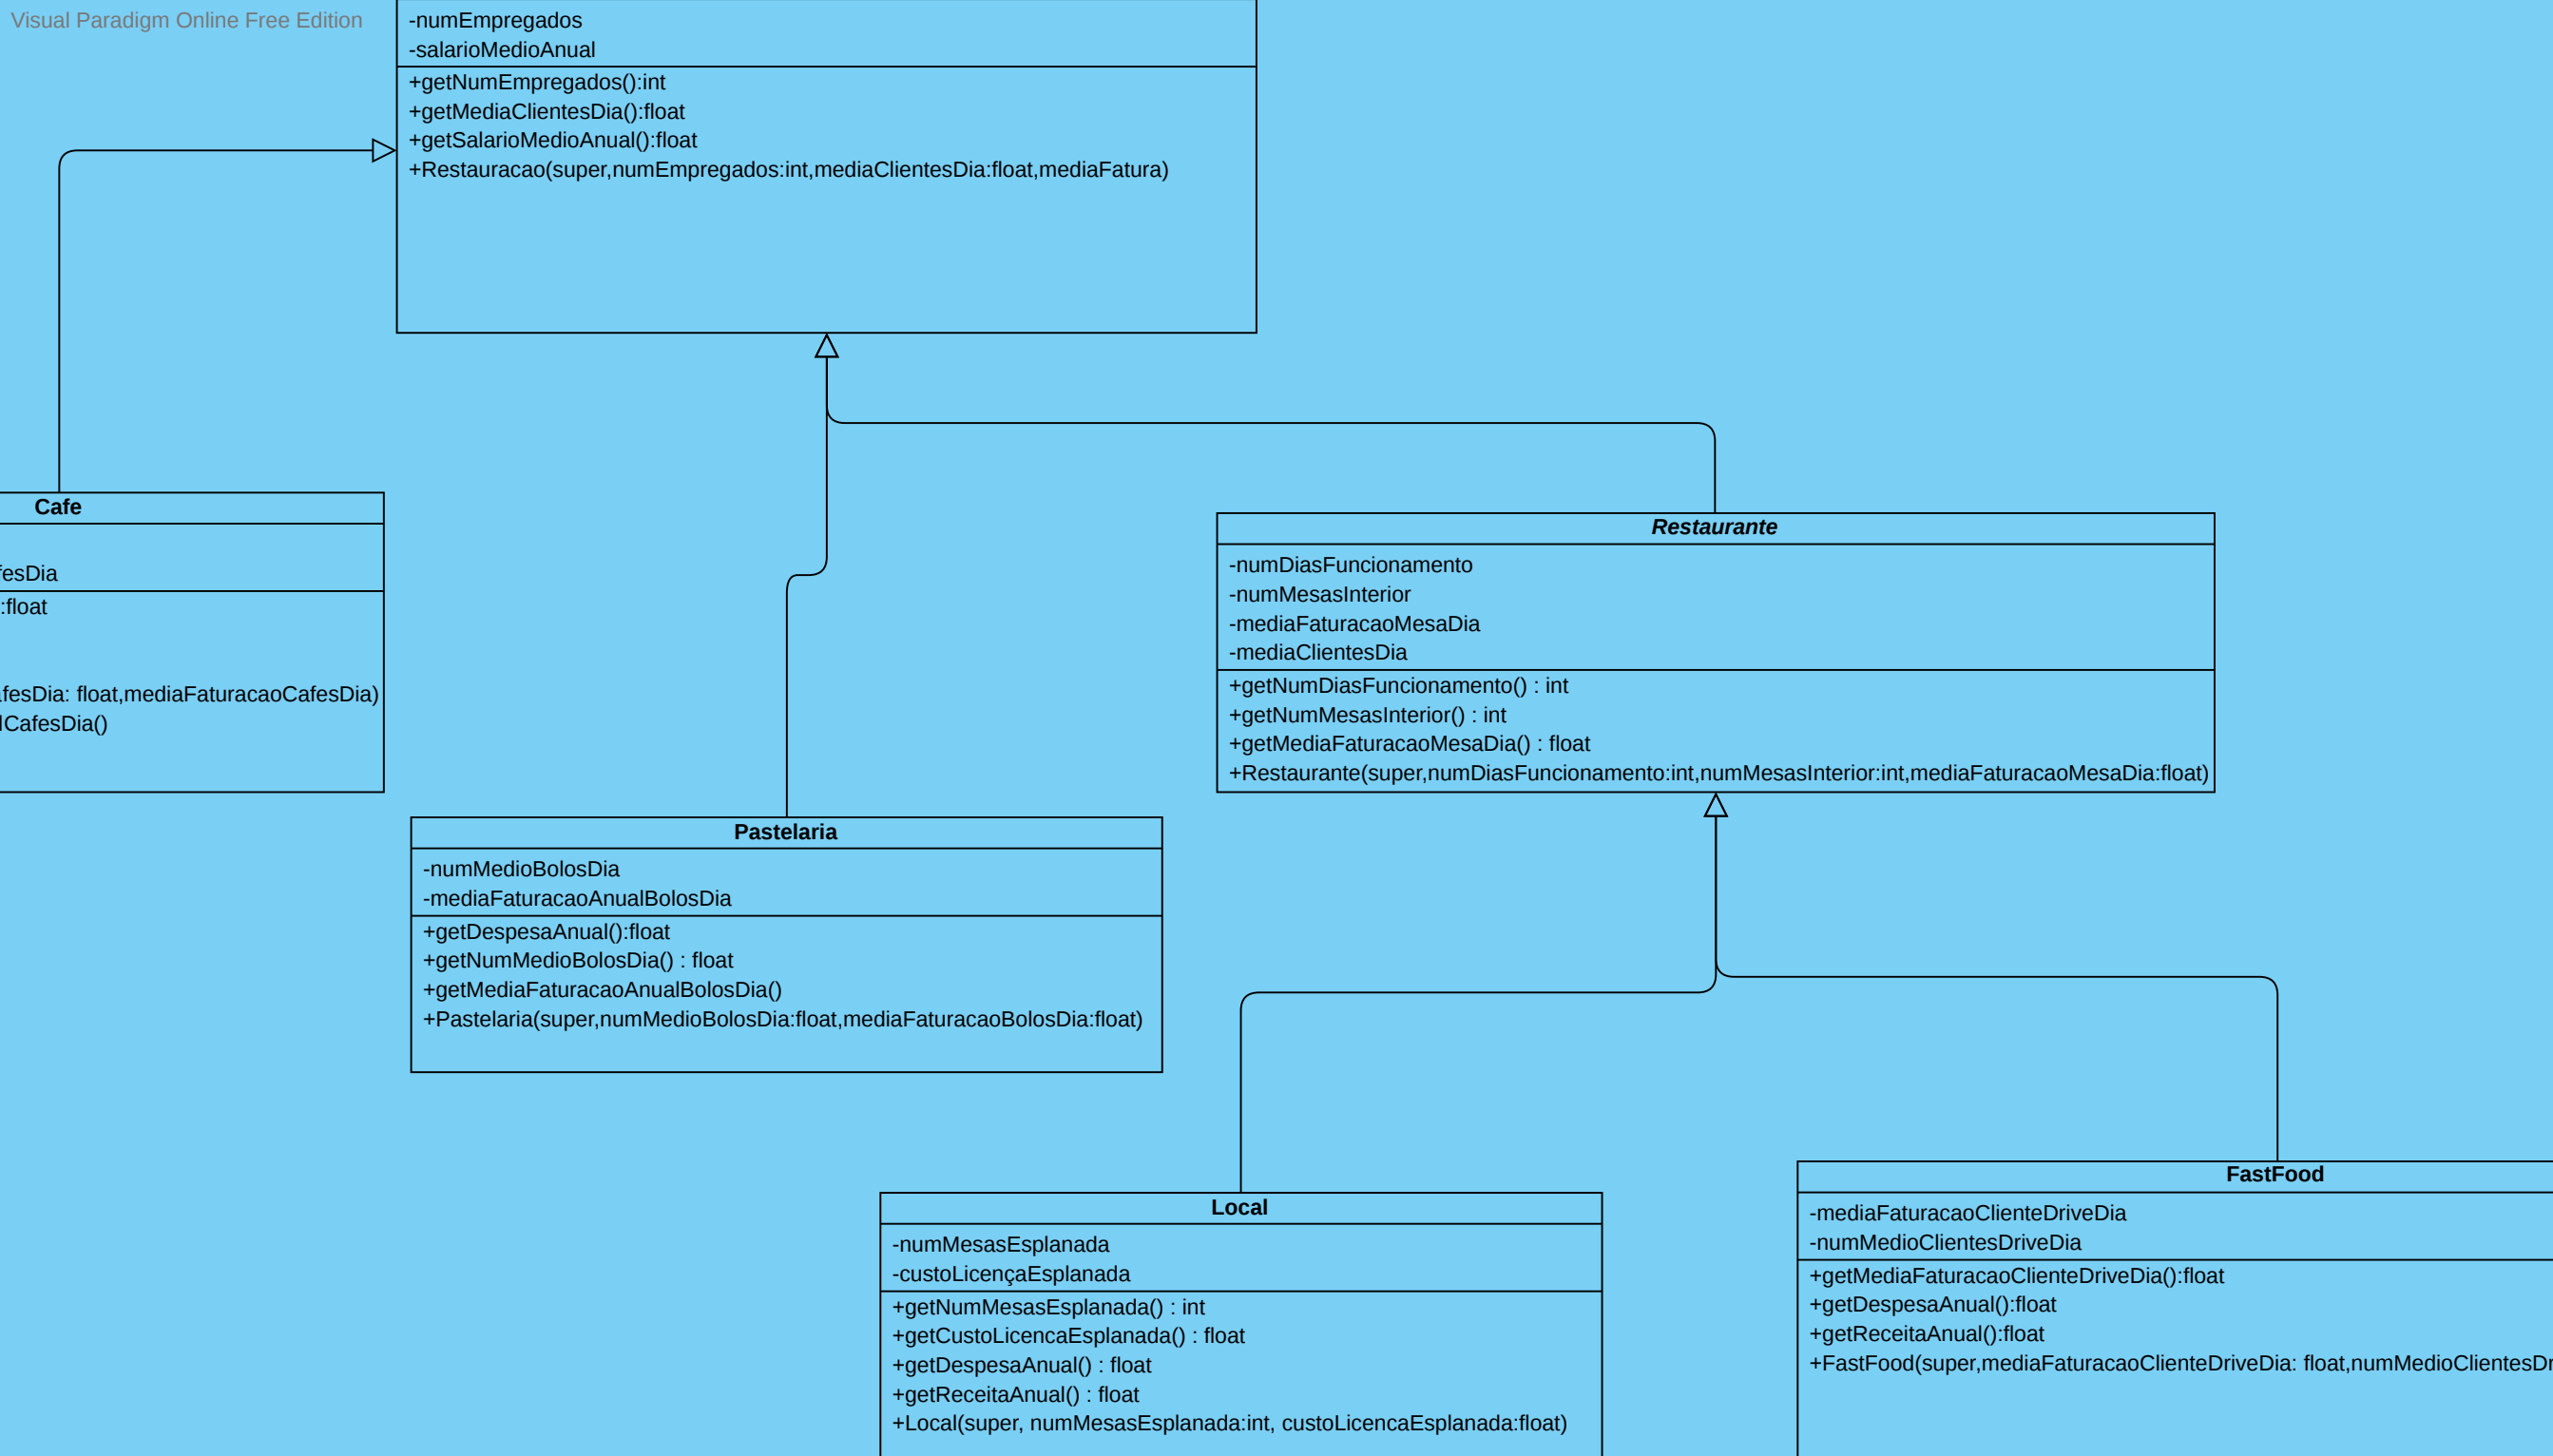 Visual Paradigm Online Free Edition
-numEmpregados
-salarioMedioAnual
+getNumEmpregados():int
+getMediaClientesDia():float
+getSalarioMedioAnual():float
+Restauracao(super,numEmpregados:int,mediaClientesDia:float,mediaFatura)
Cafe
fesDia
:float
afesDia: float,mediaFaturacaoCafesDia)
lCafesDia()
Restaurante
-numDiasFuncionamento
-numMesasInterior
-mediaFaturacaoMesaDia
-mediaClientesDia
+getNumDiasFuncionamento() : int
+getNumMesasInterior() : int
+getMediaFaturacaoMesaDia() : float
+Restaurante(super,numDiasFuncionamento:int,numMesasInterior:int,mediaFaturacaoMesaDia:float)
Pastelaria
-numMedioBolosDia
-mediaFaturacaoAnualBolosDia
+getDespesaAnual():float
+getNumMedioBolosDia() : float
+getMediaFaturacaoAnualBolosDia()
+Pastelaria(super,numMedioBolosDia:float,mediaFaturacaoBolosDia:float)
Local
-numMesasEsplanada
-custoLicençaEsplanada
+getNumMesasEsplanada() : int
+getCustoLicencaEsplanada() : float
+getDespesaAnual() : float
+getReceitaAnual() : float
+Local(super, numMesasEsplanada:int, custoLicencaEsplanada:float)
FastFood
-mediaFaturacaoClienteDriveDia
-numMedioClientesDriveDia
+getMediaFaturacaoClienteDriveDia():float
+getDespesaAnual():float
+getReceitaAnual():float
+FastFood(super,mediaFaturacaoClienteDriveDia: float,numMedioClientesDr